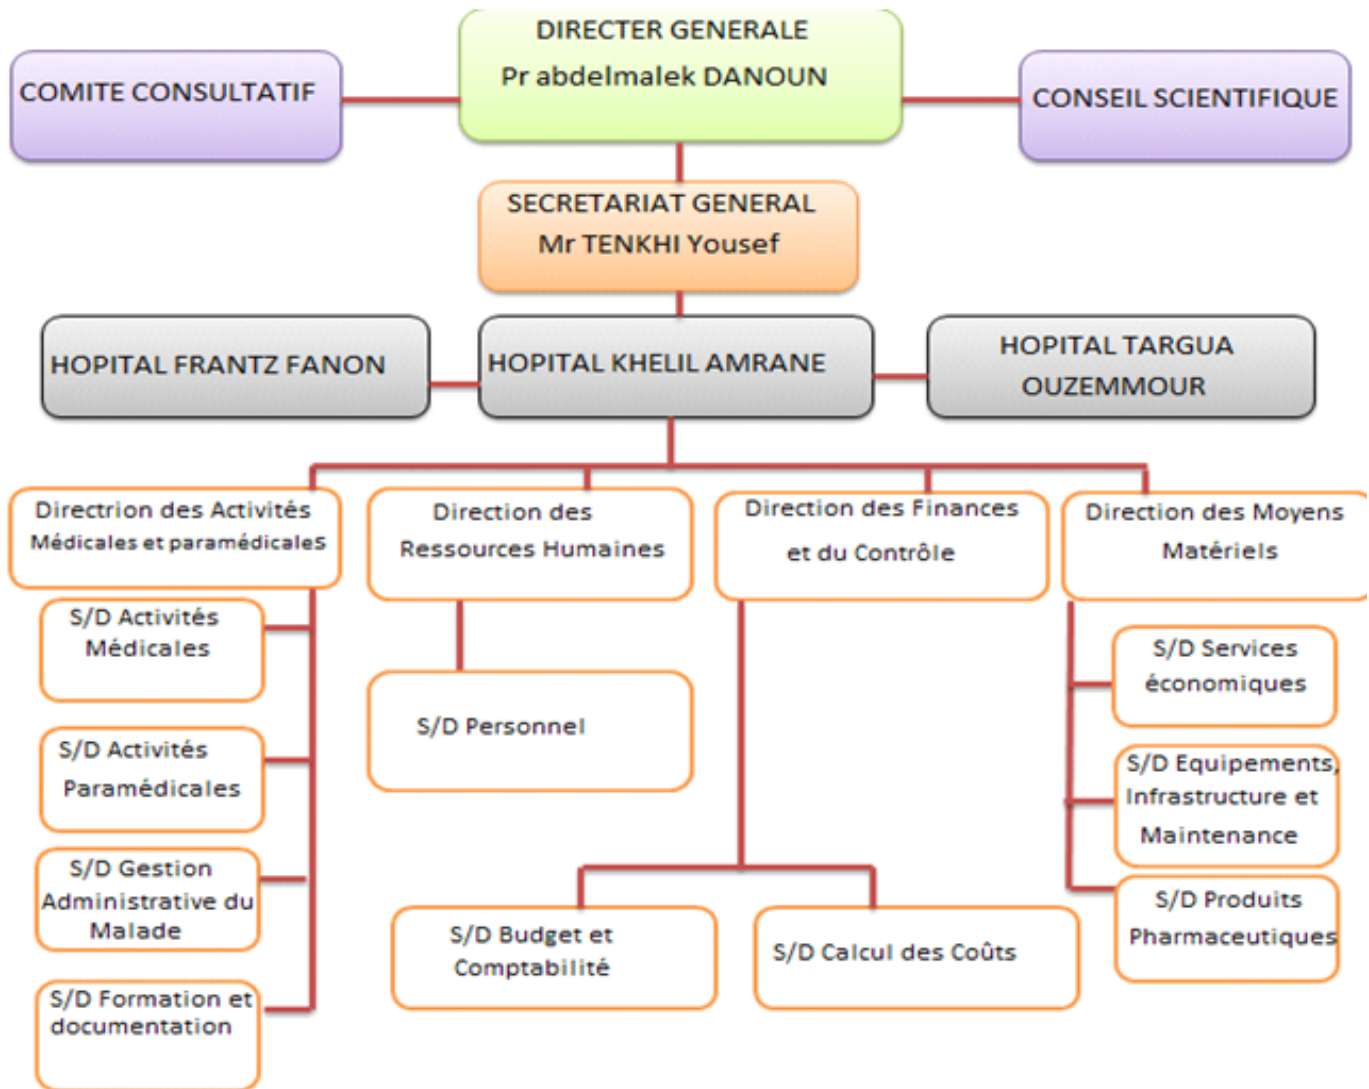 DIRECTER GENERALE
Pr abdelmalek DANOUN
COMITE CONSULTATIF
CONSEIL SCIENTIFIQUE
SECRETARIAT GENERAL
Mr TENKHI Yousef
HOPITAL FRANTZ FANON
HOPITAL KHELIL AMRANE
HOPITAL TARGUA
OUZEMMOUR
Directrion des Activités
Médicales et paramédicales
Direction des
Ressources Humaines
Direction des Finances
et du Contrôle
Direction des Moyens
Matériels
S/D Activités
Médicales
S/D Activités
Paramédicales
S/D Gestion
Administrative du
Malade
S/D Formation et
documentation
S/D Personnel
S/D Budget et
Comptabilité
S/D Calcul des Coûts
S/D Services
économiques
S/D Equipements,
Infrastructure et
Maintenance
S/D Produits
Pharmaceutiques